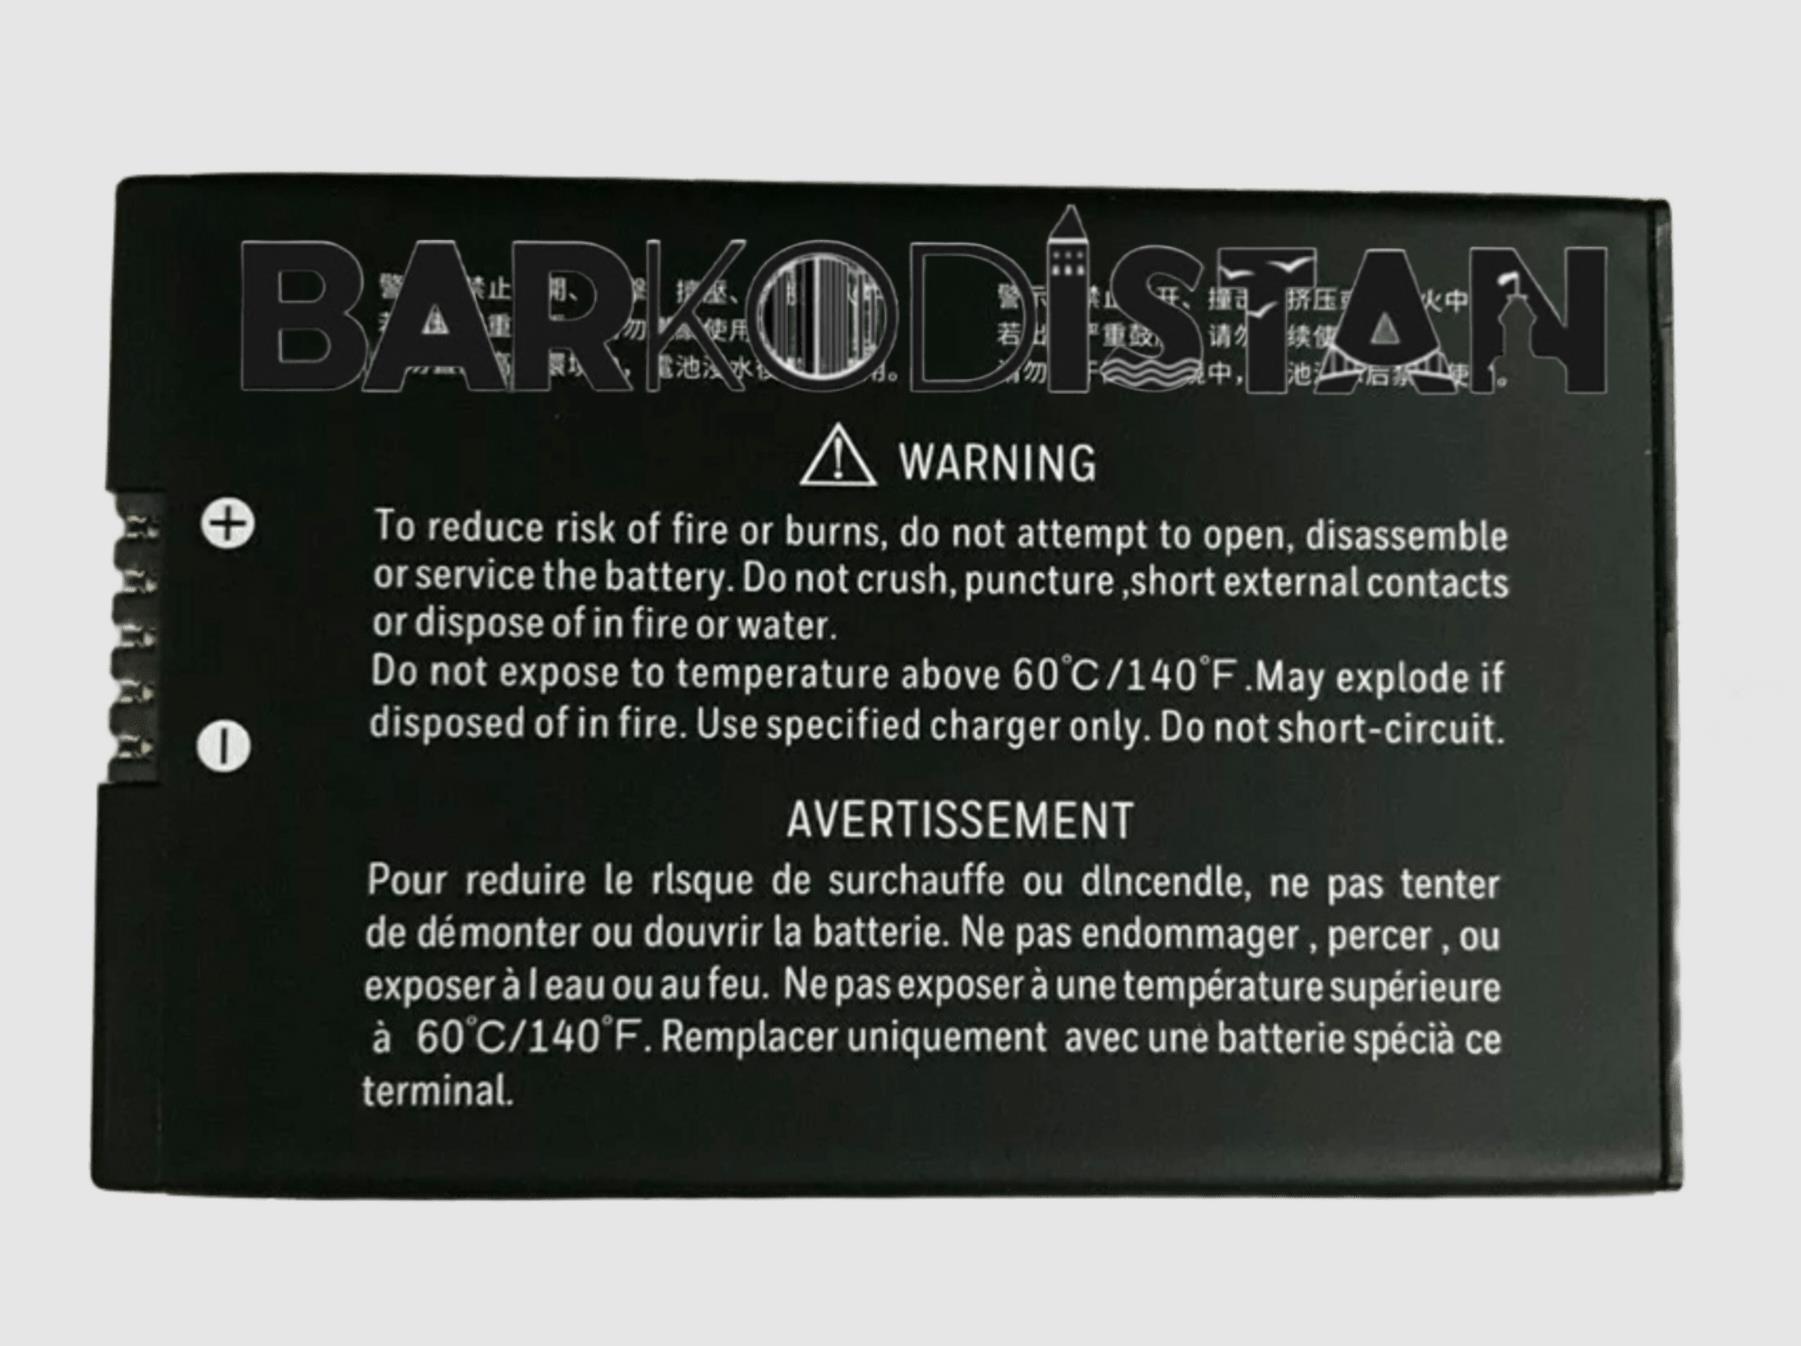 BARKODİSTAN
WARNING
To reduce risk of fire or burns, do not attempt to open, disassemble
or service the battery. Do not crush, puncture ,short external contacts
or dispose of in fire or water.
Do not expose to temperature above 60°C/140°F.May explode if
disposed of in fire. Use specified charger only. Do not short-circuit.
AVERTISSEMENT
Pour reduire le rlsque de surchauffe ou dlncendle, ne pas tenter
de démonter ou douvrir la batterie. Ne pas endommager , percer , ou
exposer à l eau ou au feu. Ne pas exposer à une température supérieure
à 60°C/140°F. Remplacer uniquement avec une batterie spécià ce
terminal.